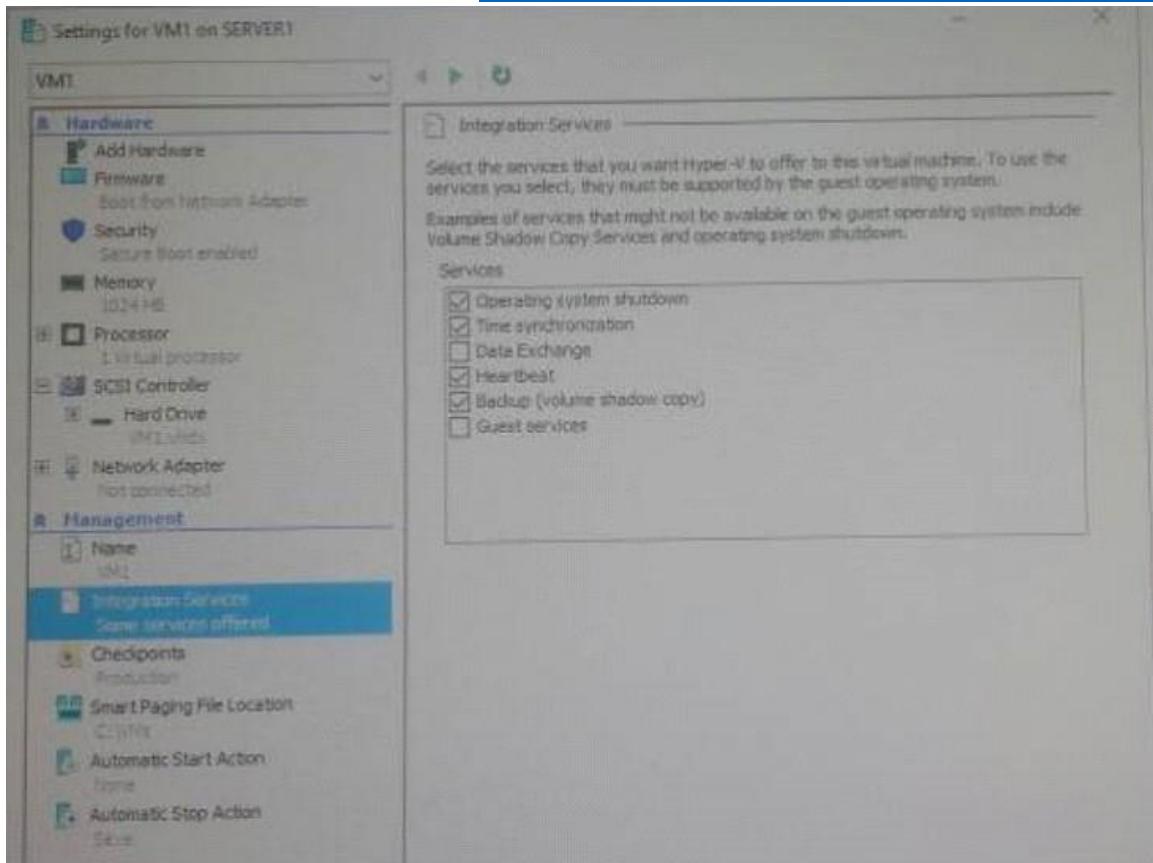 Settings for VM1 on SERVER1
VM1
Hardware
Add Hardware
Firmware
Boot from Network Adapter
Security
Secure Boot enabled
Memory
1024 MB
Processor
1 Virtual processor
SCSI Controller
Hard Drive
VM1.vhdx
Network Adapter
Not connected
Management
Name
VM1
Integration Services
Some services offered
Checkpoints
Production
Smart Paging File Location
Automatic Start Action
None
Automatic Stop Action
Save
Integration Services
Select the services that you want Hyper-V to offer to this virtual machine. To use the
services you select, they must be supported by the guest operating system.
Examples of services that might not be available on the guest operating system include
Volume Shadow Copy Services and operating system shutdown.
Services
Operating system shutdown
Time synchronization
Data Exchange
Heartbeat
Backup (volume shadow copy)
Guest services